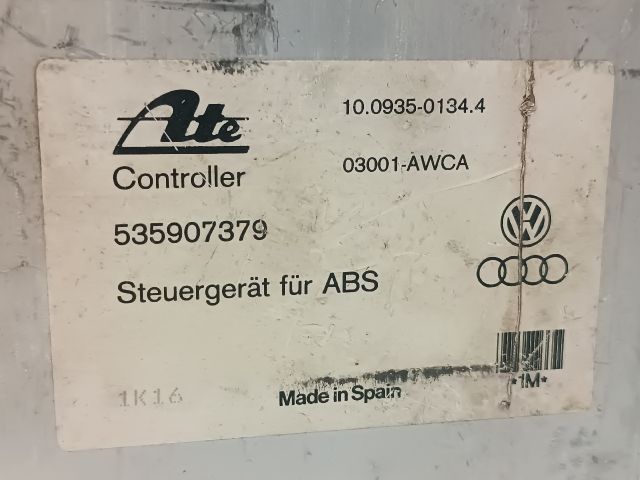 Ate
10.0935-0134.4
Controller
03001-AWCA
535907379
Steuergerät für ABS
*1M*
1K16
Made in Spain